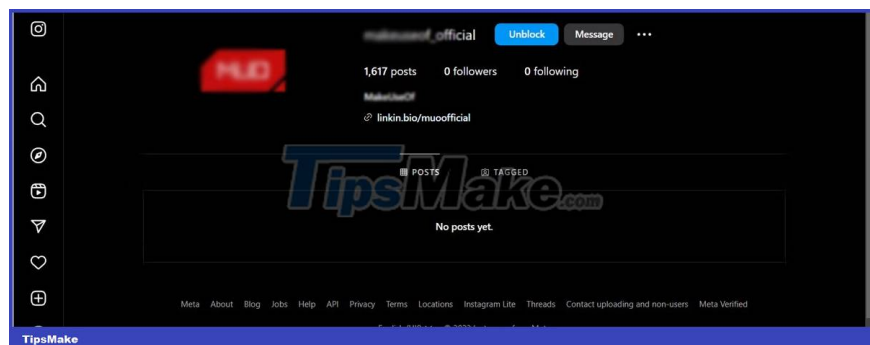 _official Unblock Message
1,617 posts 0 followers 0 following
MakeUseOf
linkin.bio/muoofficial
POSTS TAGGED
TipsMake.com
No posts yet.
Meta About Blog Jobs Help API Privacy Terms Locations Instagram Lite Threads Contact uploading and non-users Meta Verified
TipsMake